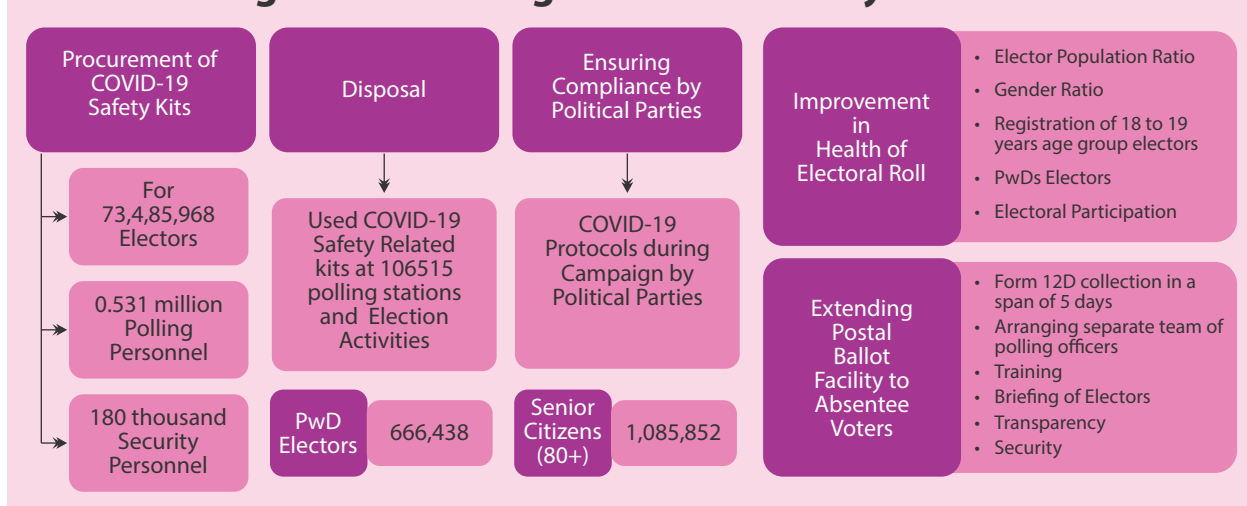 Procurement of
COVID-19
Safety Kits
For
73,4,85,968
Electors
0.531 million
Polling
Personnel
180 thousand
Security
Personnel
Disposal
Used COVID-19
Safety Related
kits at 106515
polling stations
and Election
Activities
PwD
Electors
666,438
Ensuring
Compliance by
Political Parties
COVID-19
Protocols during
Campaign by
Political Parties
Senior
Citizens
(80+)
1,085,852
Improvement
in
Health of
Electoral Roll
• Elector Population Ratio
• Gender Ratio
• Registration of 18 to 19
years age group electors
• PwDs Electors
• Electoral Participation
Extending
Postal
Ballot
Facility to
Absentee
Voters
• Form 12D collection in a
span of 5 days
• Arranging separate team of
polling officers
• Training
• Briefing of Electors
• Transparency
• Security